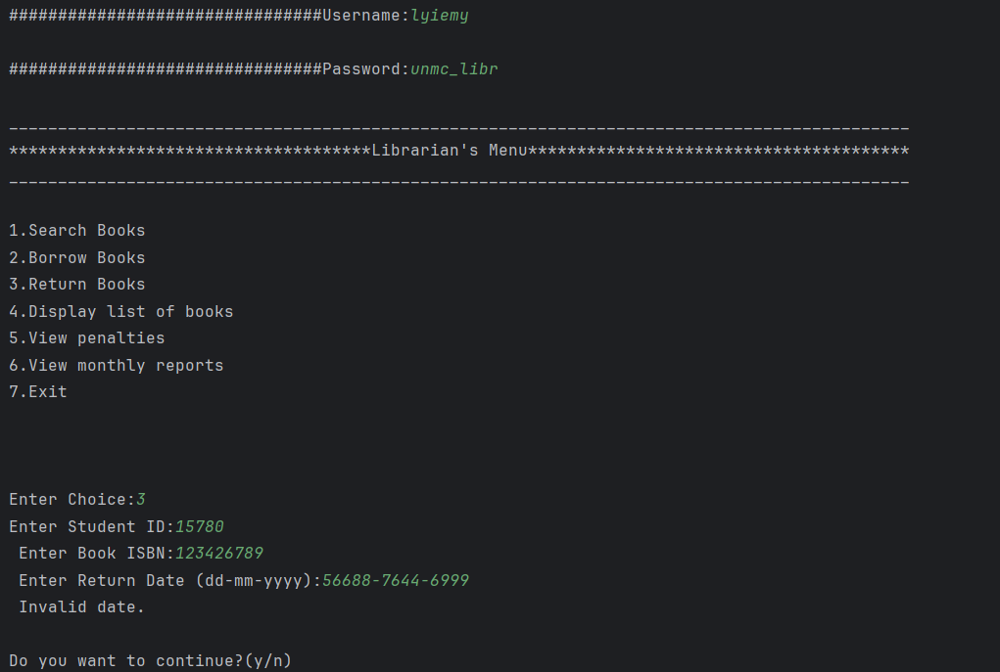 ################################Username:lyiemy
################################Password:unmc_libr
--------------------------------------------------------------------------------------------
*************************************Librarian's Menu***************************************
--------------------------------------------------------------------------------------------
1.Search Books
2.Borrow Books
3.Return Books
4.Display list of books
5.View penalties
6.View monthly reports
7.Exit
Enter Choice:3
Enter Student ID:15780
Enter Book ISBN:123426789
Enter Return Date (dd-mm-yyyy):56688-7644-6999
Invalid date.
Do you want to continue?(y/n)